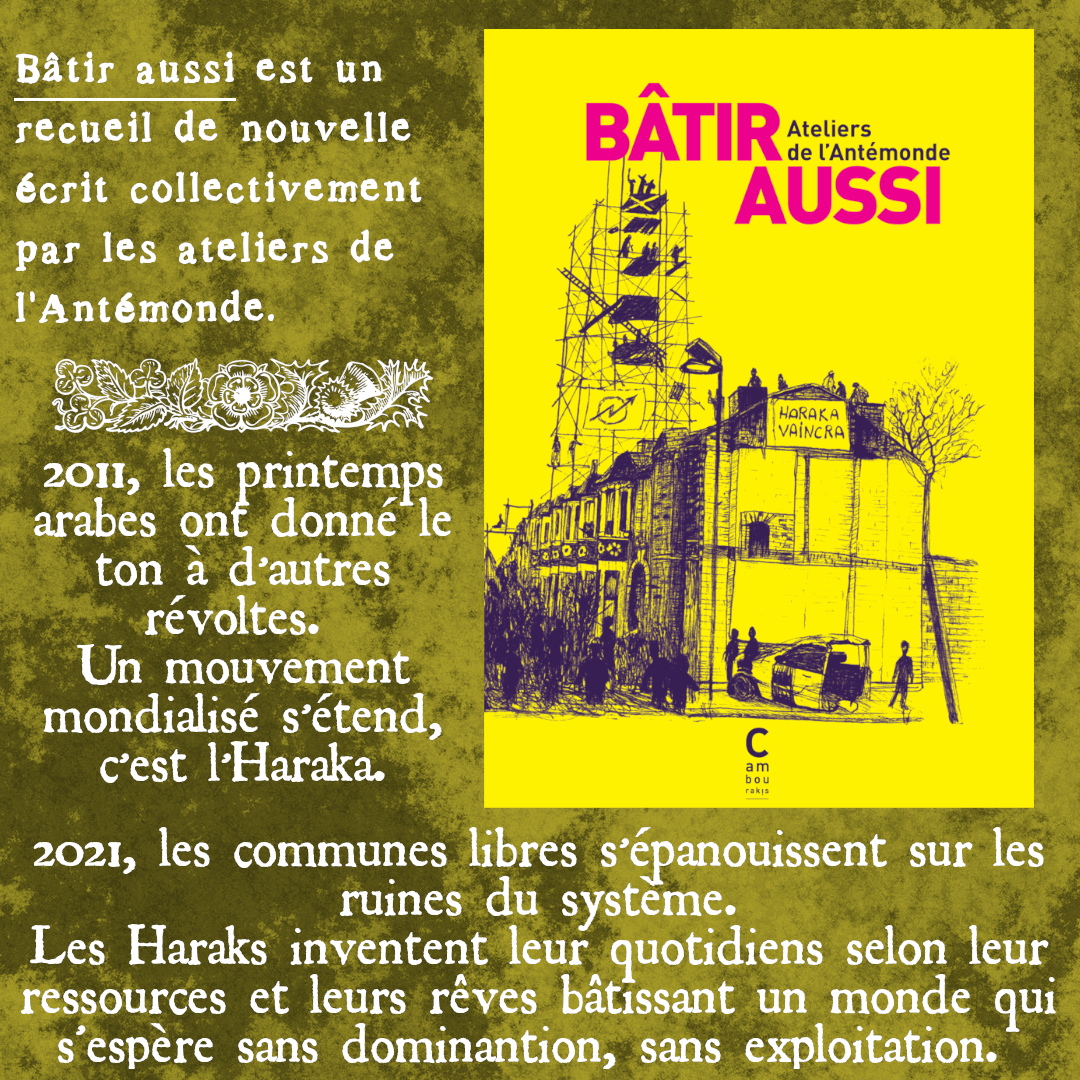 Bâtir aussi est un
recueil de nouvelle
écrit collectivement
par les ateliers de
l'Antémonde.
2011, les printemps
arabes ont donné le
ton à d'autres
révoltes.
Un mouvement
mondialisé s'étend,
c'est l'Haraka.
BÂTIR
AUSSI
Ateliers
de l'Antémonde
HARAKA
VAINCRA
C
am
bou
rakis
2021, les communes libres s'épanouissent sur les
ruines du système.
Les Haraks inventent leur quotidiens selon leur
ressources et leurs rêves bâtissant un monde qui
s'espère sans dominantion, sans exploitation.